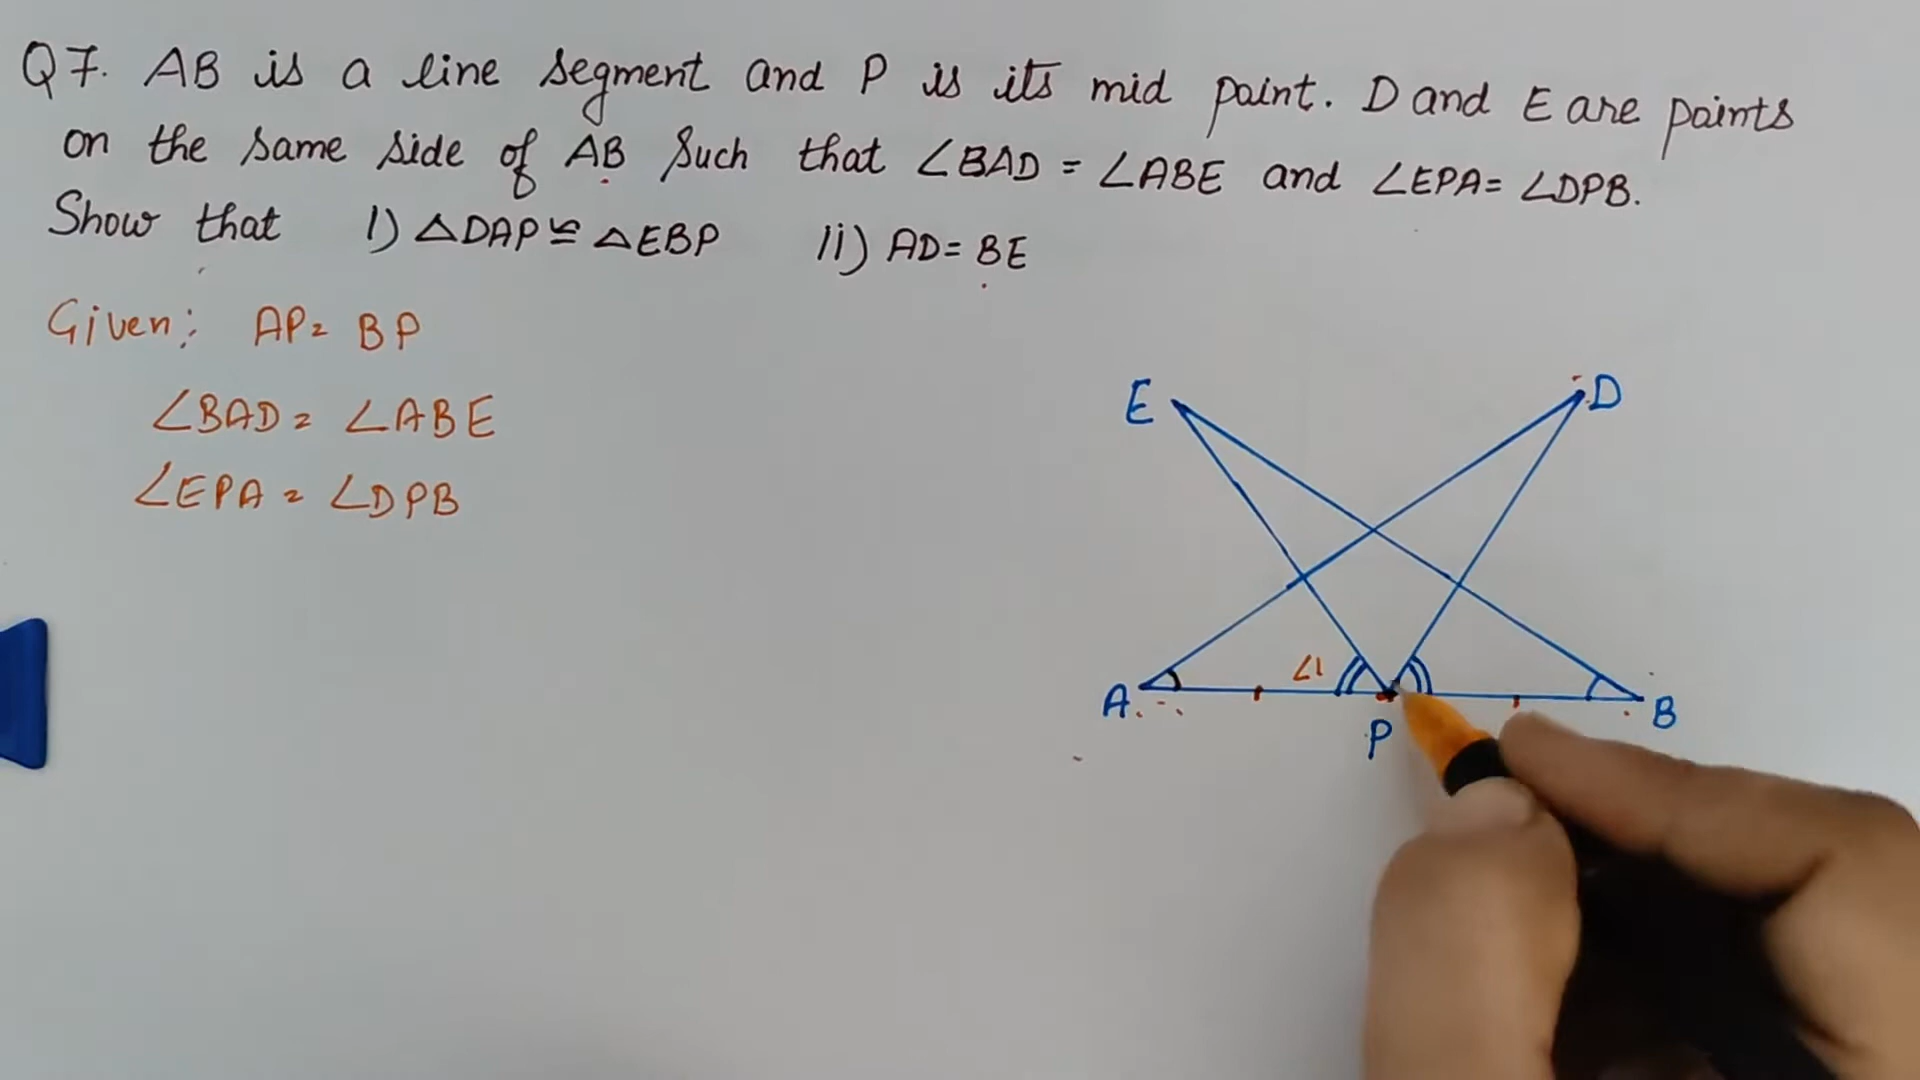 Q7. AB is a line segment and P is its mid point. D and E are points
on the same side of AB such that ∠BAD = ∠ABE and ∠EPA = ∠DPB.
Show that I) △DAP ≅ △EBP II) AD = BE
Given: AP = BP
∠BAD = ∠ABE
∠EPA = ∠DPB
E D
∠1
A P B